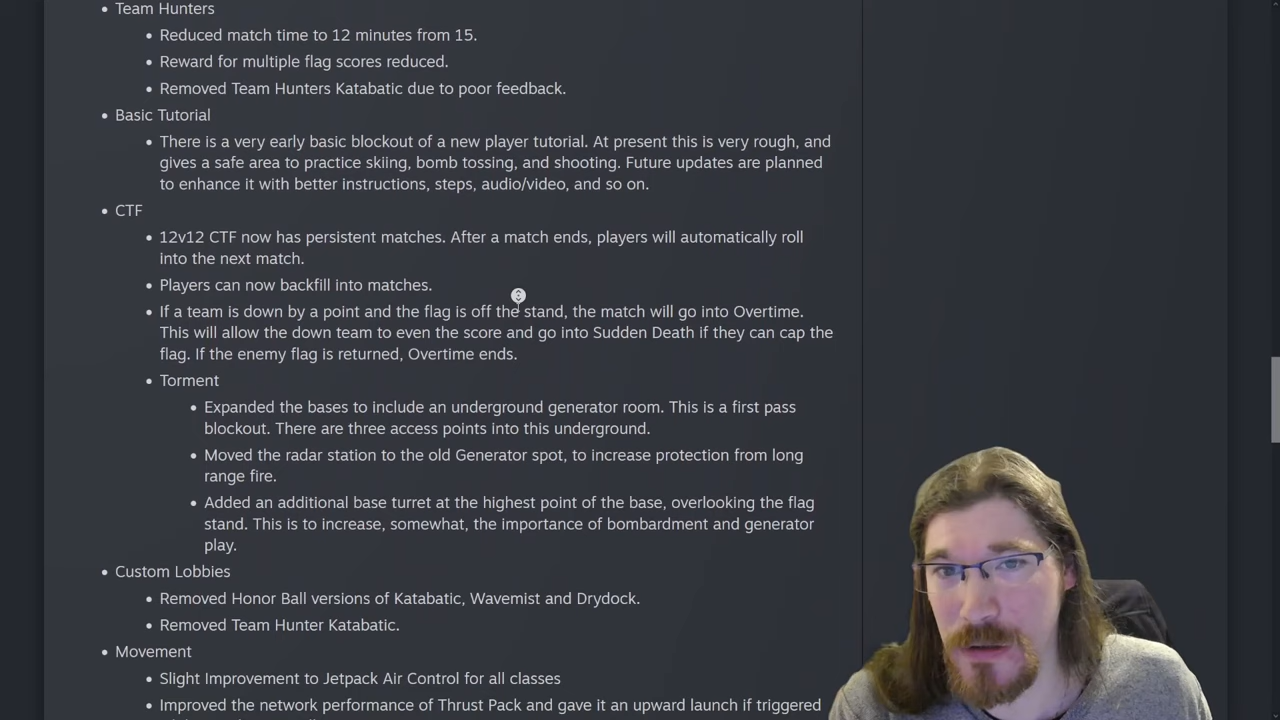 Team Hunters
Reduced match time to 12 minutes from 15.
Reward for multiple flag scores reduced.
Removed Team Hunters Katabatic due to poor feedback.
Basic Tutorial
There is a very early basic blockout of a new player tutorial. At present this is very rough, and
gives a safe area to practice skiing, bomb tossing, and shooting. Future updates are planned
to enhance it with better instructions, steps, audio/video, and so on.
CTF
12v12 CTF now has persistent matches. After a match ends, players will automatically roll
into the next match.
Players can now backfill into matches.
If a team is down by a point and the flag is off the stand, the match will go into Overtime.
This will allow the down team to even the score and go into Sudden Death if they can cap the
flag. If the enemy flag is returned, Overtime ends.
Torment
Expanded the bases to include an underground generator room. This is a first pass
blockout. There are three access points into this underground.
Moved the radar station to the old Generator spot, to increase protection from long
range fire.
Added an additional base turret at the highest point of the base, overlooking the flag
stand. This is to increase, somewhat, the importance of bombardment and generator
play.
Custom Lobbies
Removed Honor Ball versions of Katabatic, Wavemist and Drydock.
Removed Team Hunter Katabatic.
Movement
Slight Improvement to Jetpack Air Control for all classes
Improved the network performance of Thrust Pack and gave it an upward launch if triggered